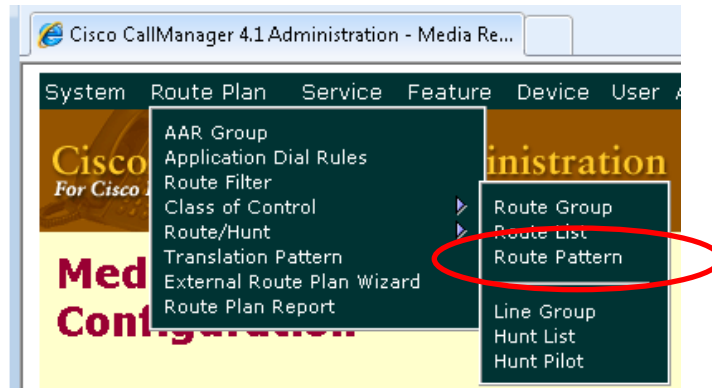 Cisco CallManager 4.1 Administration - Media Re...
System Route Plan Service Feature Device User
Cisco inistration
For Cisco
Med
Configuration
AAR Group
Application Dial Rules
Route Filter
Class of Control
Route/Hunt
Translation Pattern
External Route Plan Wizard
Route Plan Report
Route Group
Route List
Route Pattern
Line Group
Hunt List
Hunt Pilot